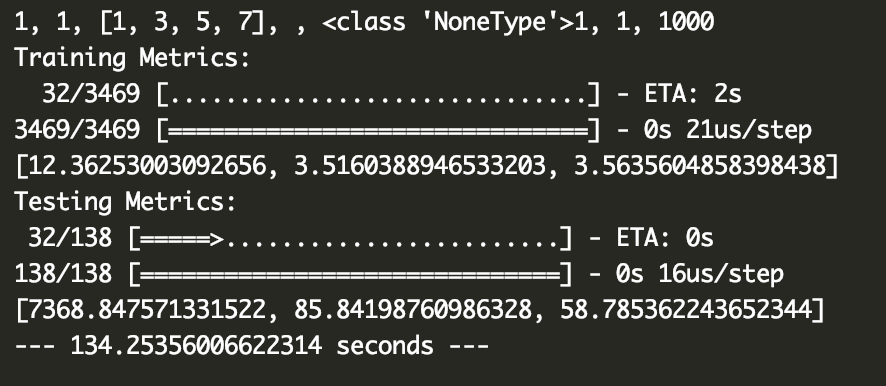 1, 1, [1, 3, 5, 7], , <class 'NoneType'>1, 1, 1000
Training Metrics:
  32/3469 [..............................] - ETA: 2s
3469/3469 [==============================] - 0s 21us/step
[12.36253003092656, 3.5160388946533203, 3.5635604858398438]
Testing Metrics:
 32/138 [=====>........................] - ETA: 0s
138/138 [==============================] - 0s 16us/step
[7368.847571331522, 85.84198760986328, 58.785362243652344]
--- 134.25356006622314 seconds ---